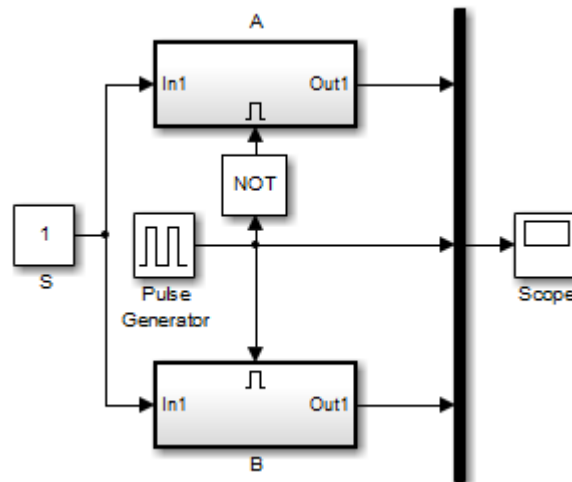 A
In1
Out1
NOT
1
S
Pulse
Generator
Scope
In1
Out1
B